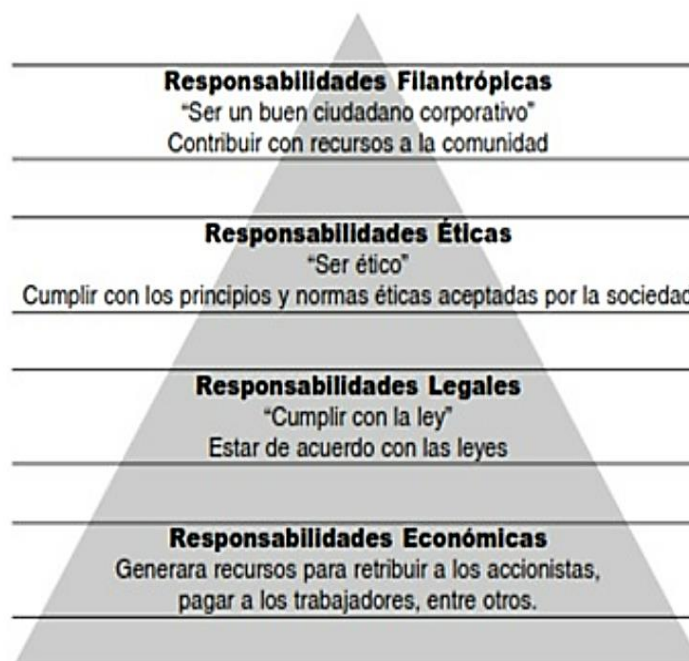 Responsabilidades Filantrópicas
“Ser un buen ciudadano corporativo”
Contribuir con recursos a la comunidad
Responsabilidades Éticas
“Ser ético”
Cumplir con los principios y normas éticas aceptadas por la sociedad
Responsabilidades Legales
“Cumplir con la ley”
Estar de acuerdo con las leyes
Responsabilidades Económicas
Generara recursos para retribuir a los accionistas,
pagar a los trabajadores, entre otros.